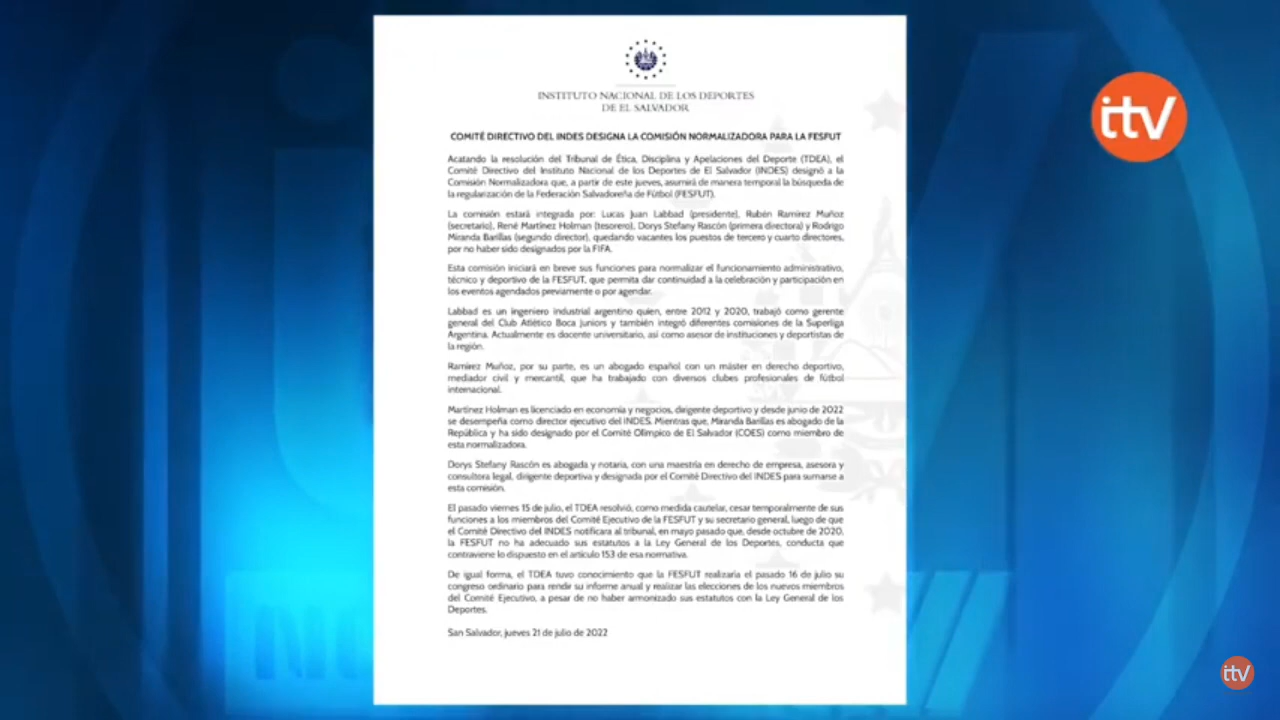 INSTITUTO NACIONAL DE LOS DEPORTES
DE EL SALVADOR
COMITÉ DIRECTIVO DEL INDES DESIGNA LA COMISIÓN NORMALIZADORA PARA LA FESFUT
Acatando la resolución del Tribunal de Ética, Disciplina y Apelaciones del Deporte (TDEA), el
Comité Directivo del Instituto Nacional de los Deportes de El Salvador (INDES) designó a la
Comisión Normalizadora que, a partir de este jueves, asumirá de manera temporal la búsqueda de
la regularización de la Federación Salvadoreña de Fútbol (FESFUT).
La comisión estará integrada por: Lucas Juan Labbad (presidente), Rubén Ramírez Muñoz
(secretario), René Martínez Holman (tesorero), Dorys Stefany Rascón (primera directora) y Rodrigo
Miranda Barillas (segundo director), quedando vacantes los puestos de tercero y cuarto directores,
por no haber sido designados por la FIFA.
Esta comisión iniciará en breve sus funciones para normalizar el funcionamiento administrativo,
técnico y deportivo de la FESFUT, que permita dar continuidad a la celebración y participación en
los eventos agendados previamente o por agendar.
Labbad es un ingeniero industrial argentino quien, entre 2012 y 2020, trabajó como gerente
general del Club Atlético Boca Juniors y también integró diferentes comisiones de la Superliga
Argentina. Actualmente es docente universitario, así como asesor de instituciones y deportistas de
la región.
Ramírez Muñoz, por su parte, es un abogado español con un máster en derecho deportivo,
mediador civil y mercantil, que ha trabajado con diversos clubes profesionales de fútbol
internacional.
Martínez Holman es licenciado en economía y negocios, dirigente deportivo y desde junio de 2022
se desempeña como director ejecutivo del INDES. Mientras que, Miranda Barillas es abogado de la
República y ha sido designado por el Comité Olímpico de El Salvador (COES) como miembro de
esta normalizadora.
Dorys Stefany Rascón es abogada y notaria, con una maestría en derecho de empresa, asesora y
consultora legal, dirigente deportiva y designada por el Comité Directivo del INDES para sumarse a
esta comisión.
El pasado viernes 15 de julio, el TDEA resolvió, como medida cautelar, cesar temporalmente de sus
funciones a los miembros del Comité Ejecutivo de la FESFUT y su secretario general, luego de que
el Comité Directivo del INDES notificara al tribunal, en mayo pasado que, desde octubre de 2020,
la FESFUT no ha adecuado sus estatutos a la Ley General de los Deportes, conducta que
contraviene lo dispuesto en el artículo 153 de esa normativa.
De igual forma, el TDEA tuvo conocimiento que la FESFUT realizaría el pasado 16 de julio su
congreso ordinario para rendir su informe anual y realizar las elecciones de los nuevos miembros
del Comité Ejecutivo, a pesar de no haber armonizado sus estatutos con la Ley General de los
Deportes.
San Salvador, jueves 21 de julio de 2022
itv
itv